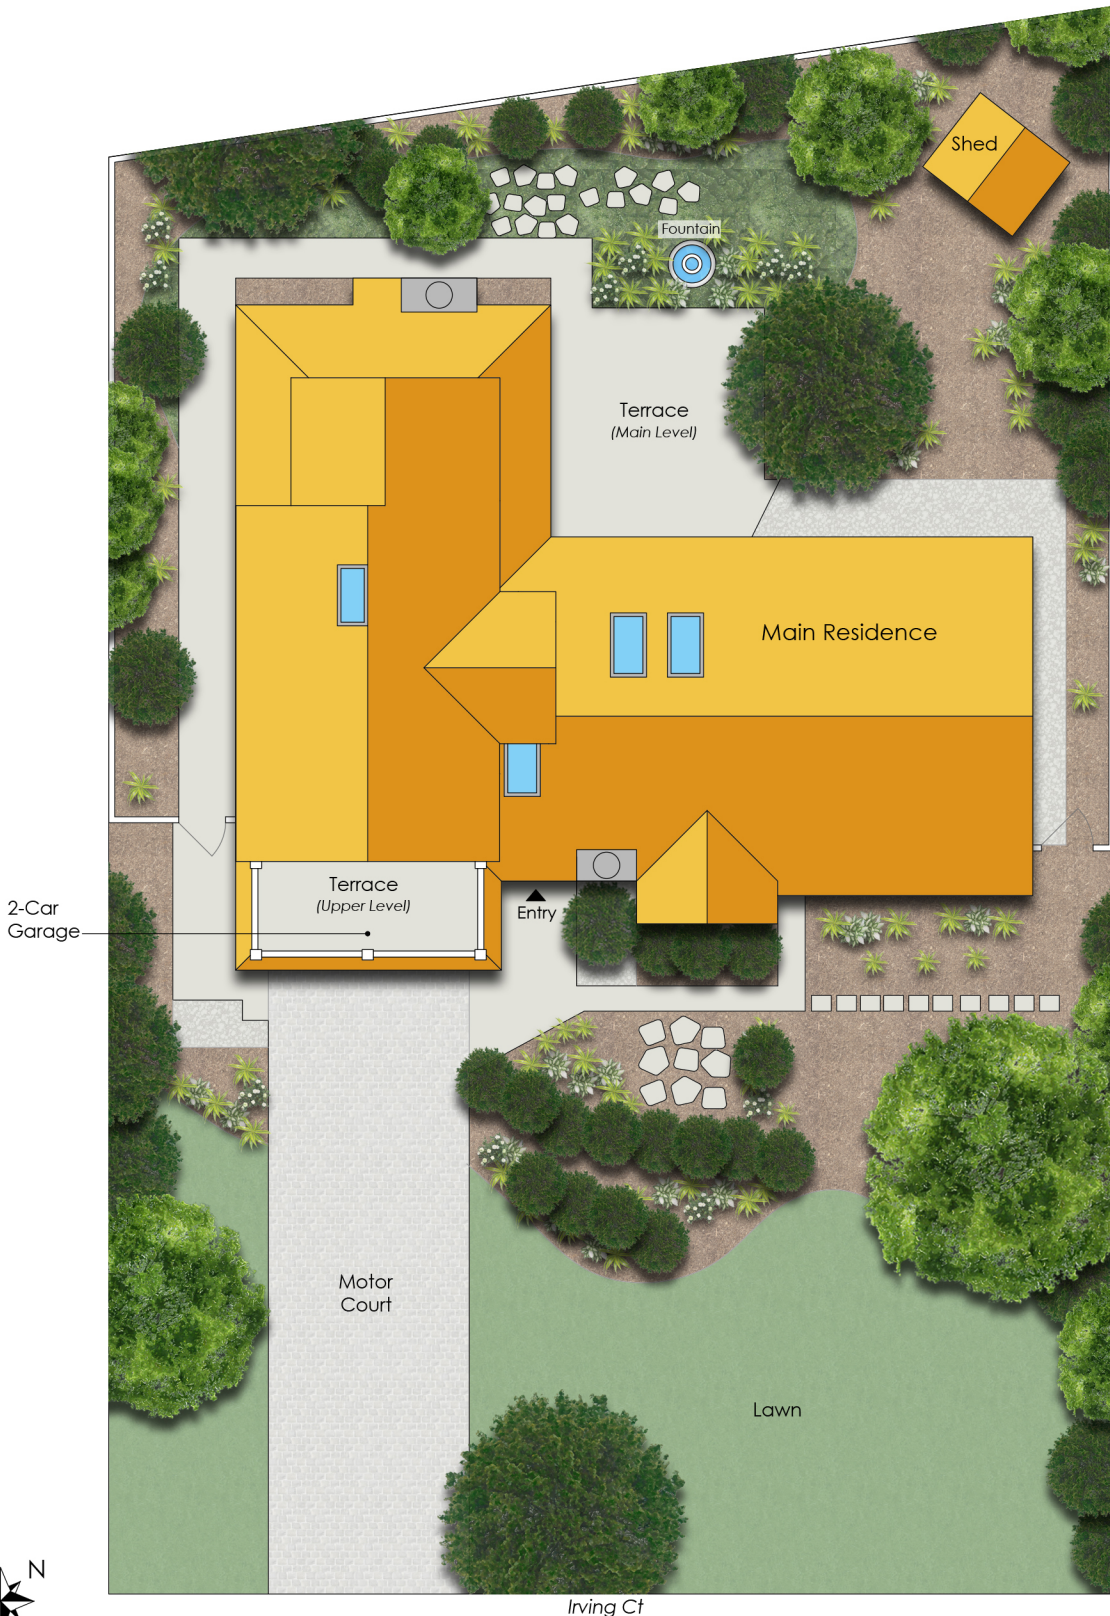 Shed
Fountain
Terrace
(Main Level)
Main Residence
Terrace
(Upper Level)
2-Car
Garage
Entry
Motor
Court
Lawn
N
Irving Ct